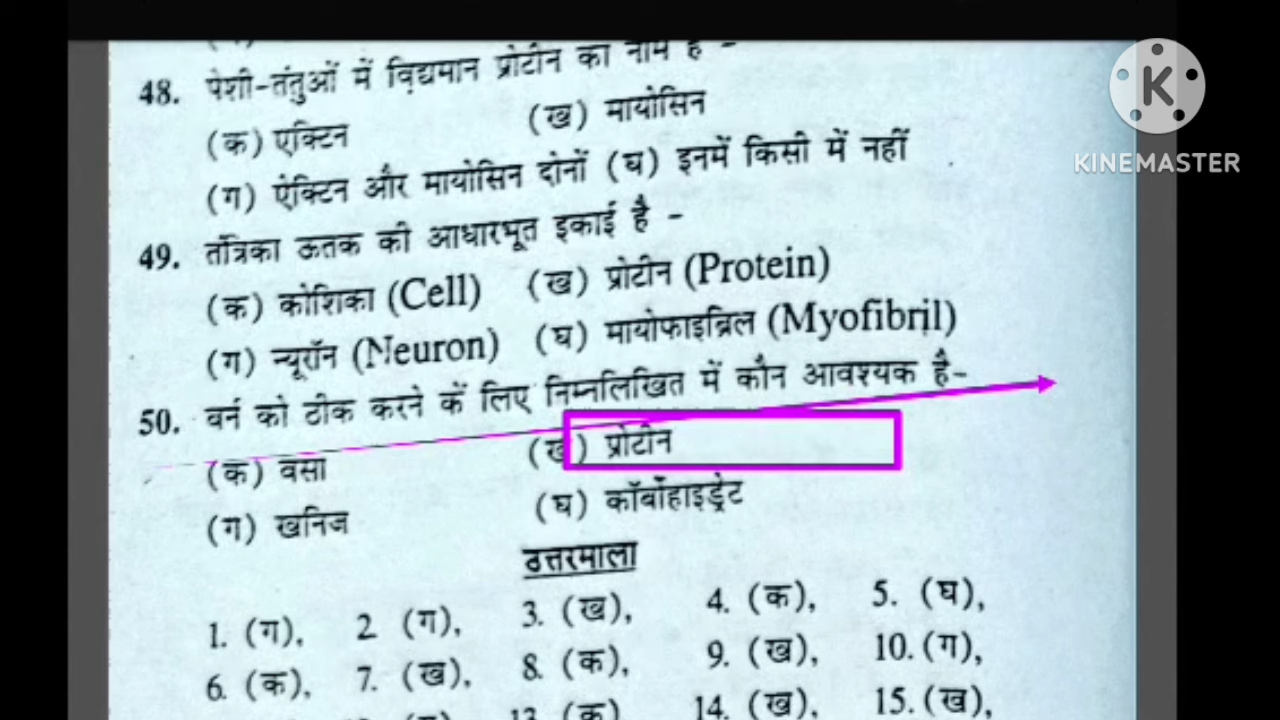 48. पेशी-तंतुओं में विद्यमान प्रोटीन का नाम है -
(क) एक्टिन (ख) मायोसिन
(ग) ऐक्टिन और मायोसिन दोनों (घ) इनमें किसी में नहीं
49. तंत्रिका ऊतक की आधारभूत इकाई है -
(क) कोशिका (Cell) (ख) प्रोटीन (Protein)
(ग) न्यूरॉन (Neuron) (घ) मायोफाइब्रिल (Myofibril)
50. वर्न को ठीक करने कें लिए निम्नलिखित में कौन आवश्यक है-
(क) वसा (ख) प्रोटीन
(ग) खनिज (घ) कॉर्बोहाइड्रेट
उत्तरमाला
1. (ग), 2 (ग), 3. (ख), 4. (क), 5. (घ),
6. (क), 7. (ख), 8. (क), 9. (ख), 10. (ग),
13. (क) 14. (ख), 15. (ख),
K
KINEMASTER